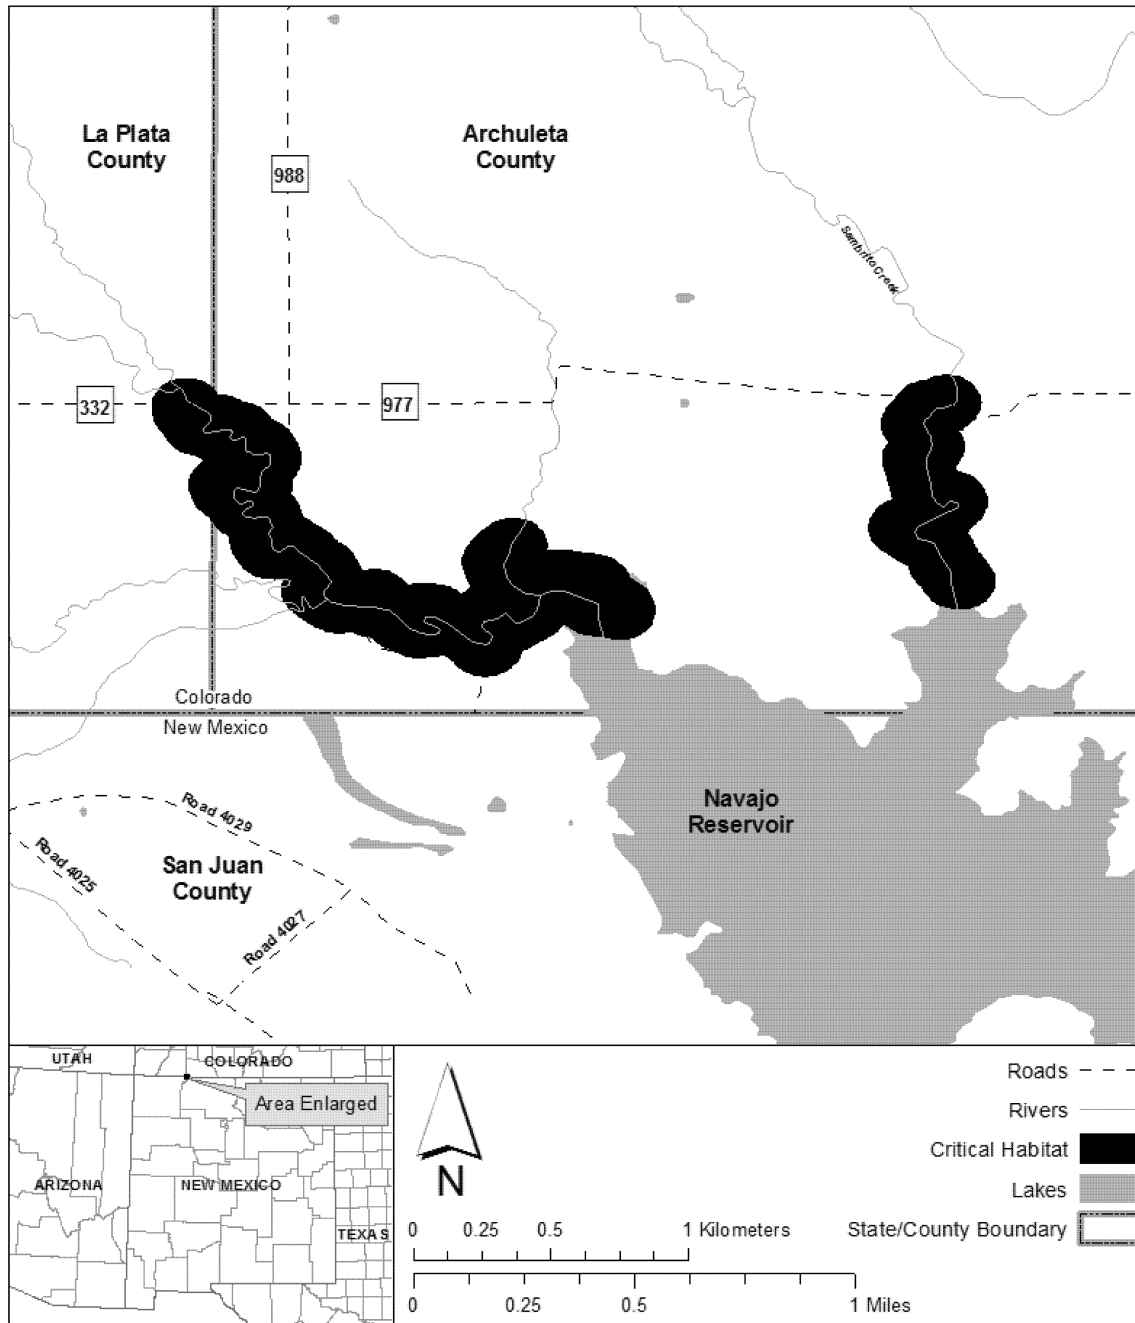 La Plata
County
Archuleta
County
988
Sambrito Creek
332
977
Colorado
New Mexico
Navajo
Reservoir
Road 4029
Road 4025
San Juan
County
Road 4027
UTAH
COLORADO
Area Enlarged
ARIZONA
NEW MEXICO
TEXAS
N
Roads
Rivers
Critical Habitat
Lakes
State/County Boundary
0 0.25 0.5 1 Kilometers
0 0.25 0.5 1 Miles